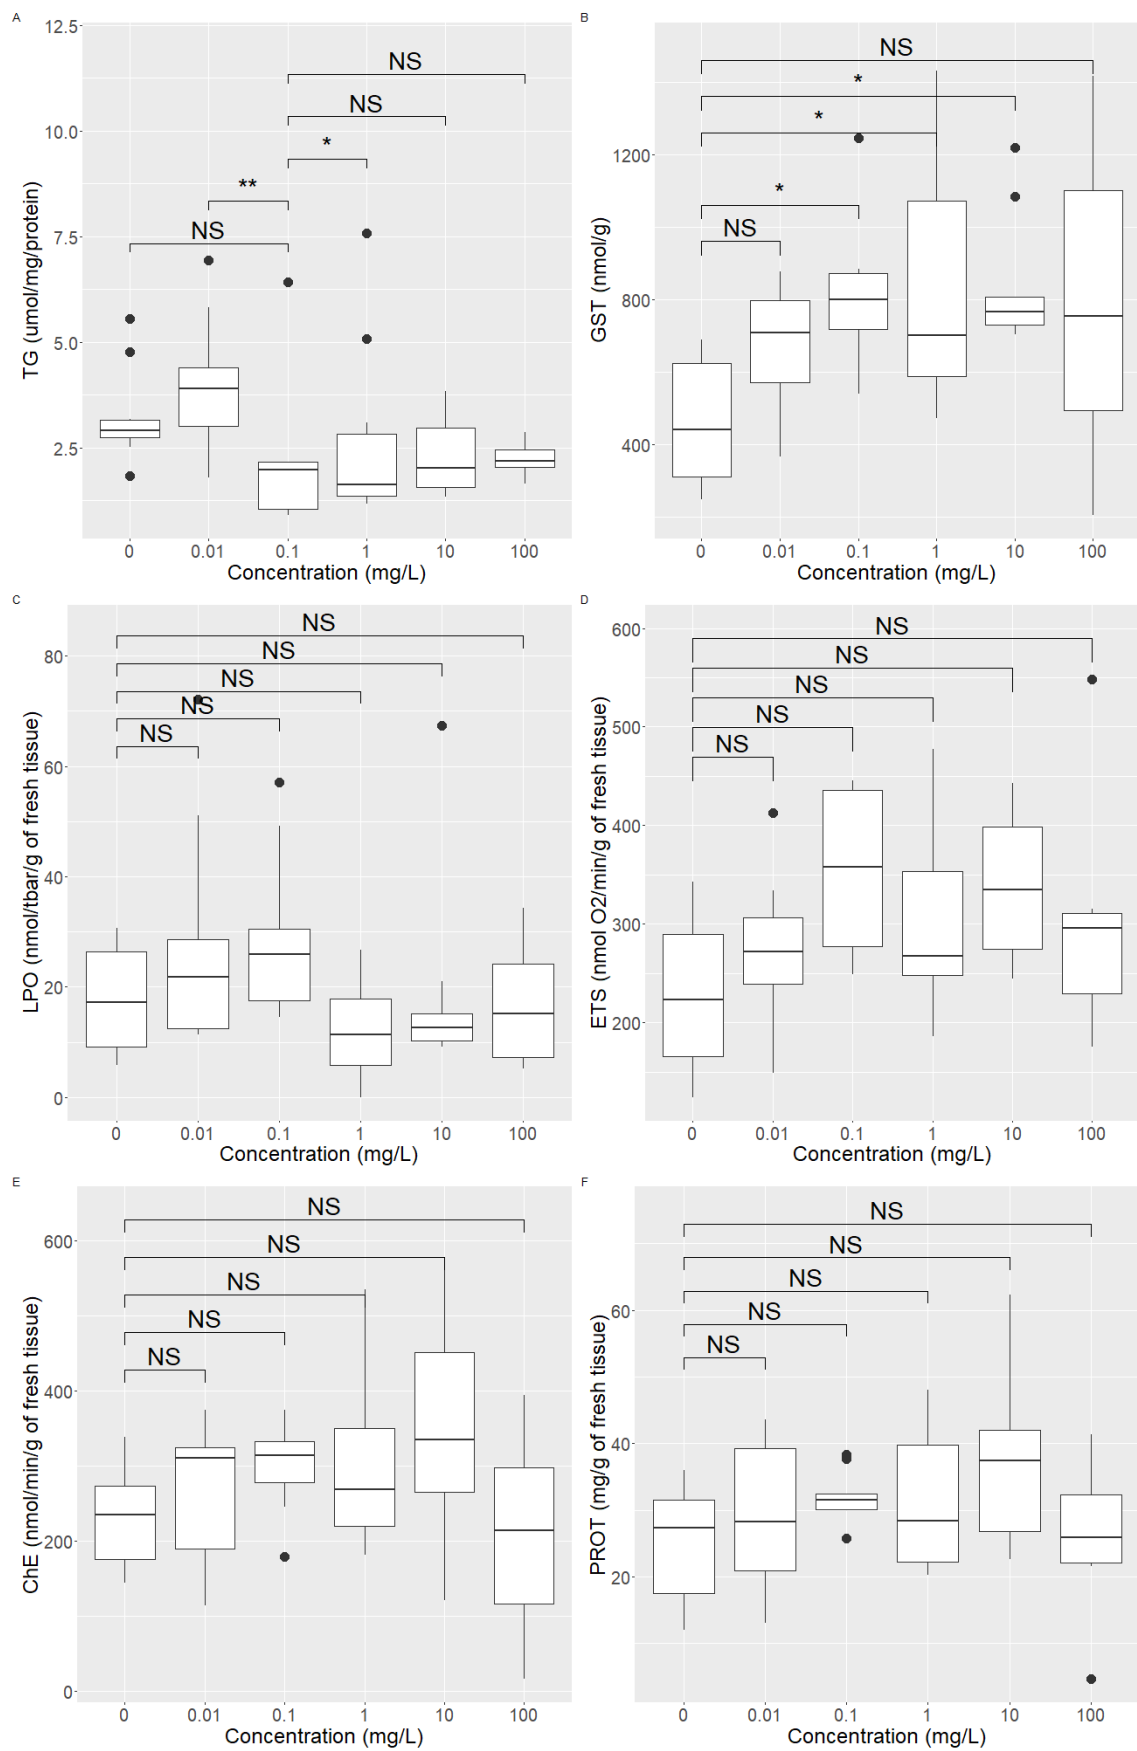 A
12.5
10.0
7.5
5.0
2.5
TG (umol/mg/protein)
NS
NS
*
**
NS
0 0.01 0.1 1 10 100
Concentration (mg/L)
B
1200
800
400
GST (nmol/g)
NS
*
*
*
NS
0 0.01 0.1 1 10 100
Concentration (mg/L)
C
80
60
40
20
0
LPO (nmol/tbar/g of fresh tissue)
NS
NS
NS
NS
NS
0 0.01 0.1 1 10 100
Concentration (mg/L)
D
600
500
400
300
200
ETS (nmol O2/min/g of fresh tissue)
NS
NS
NS
NS
NS
0 0.01 0.1 1 10 100
Concentration (mg/L)
E
600
400
200
0
ChE (nmol/min/g of fresh tissue)
NS
NS
NS
NS
NS
0 0.01 0.1 1 10 100
Concentration (mg/L)
F
60
40
20
PROT (mg/g of fresh tissue)
NS
NS
NS
NS
NS
0 0.01 0.1 1 10 100
Concentration (mg/L)